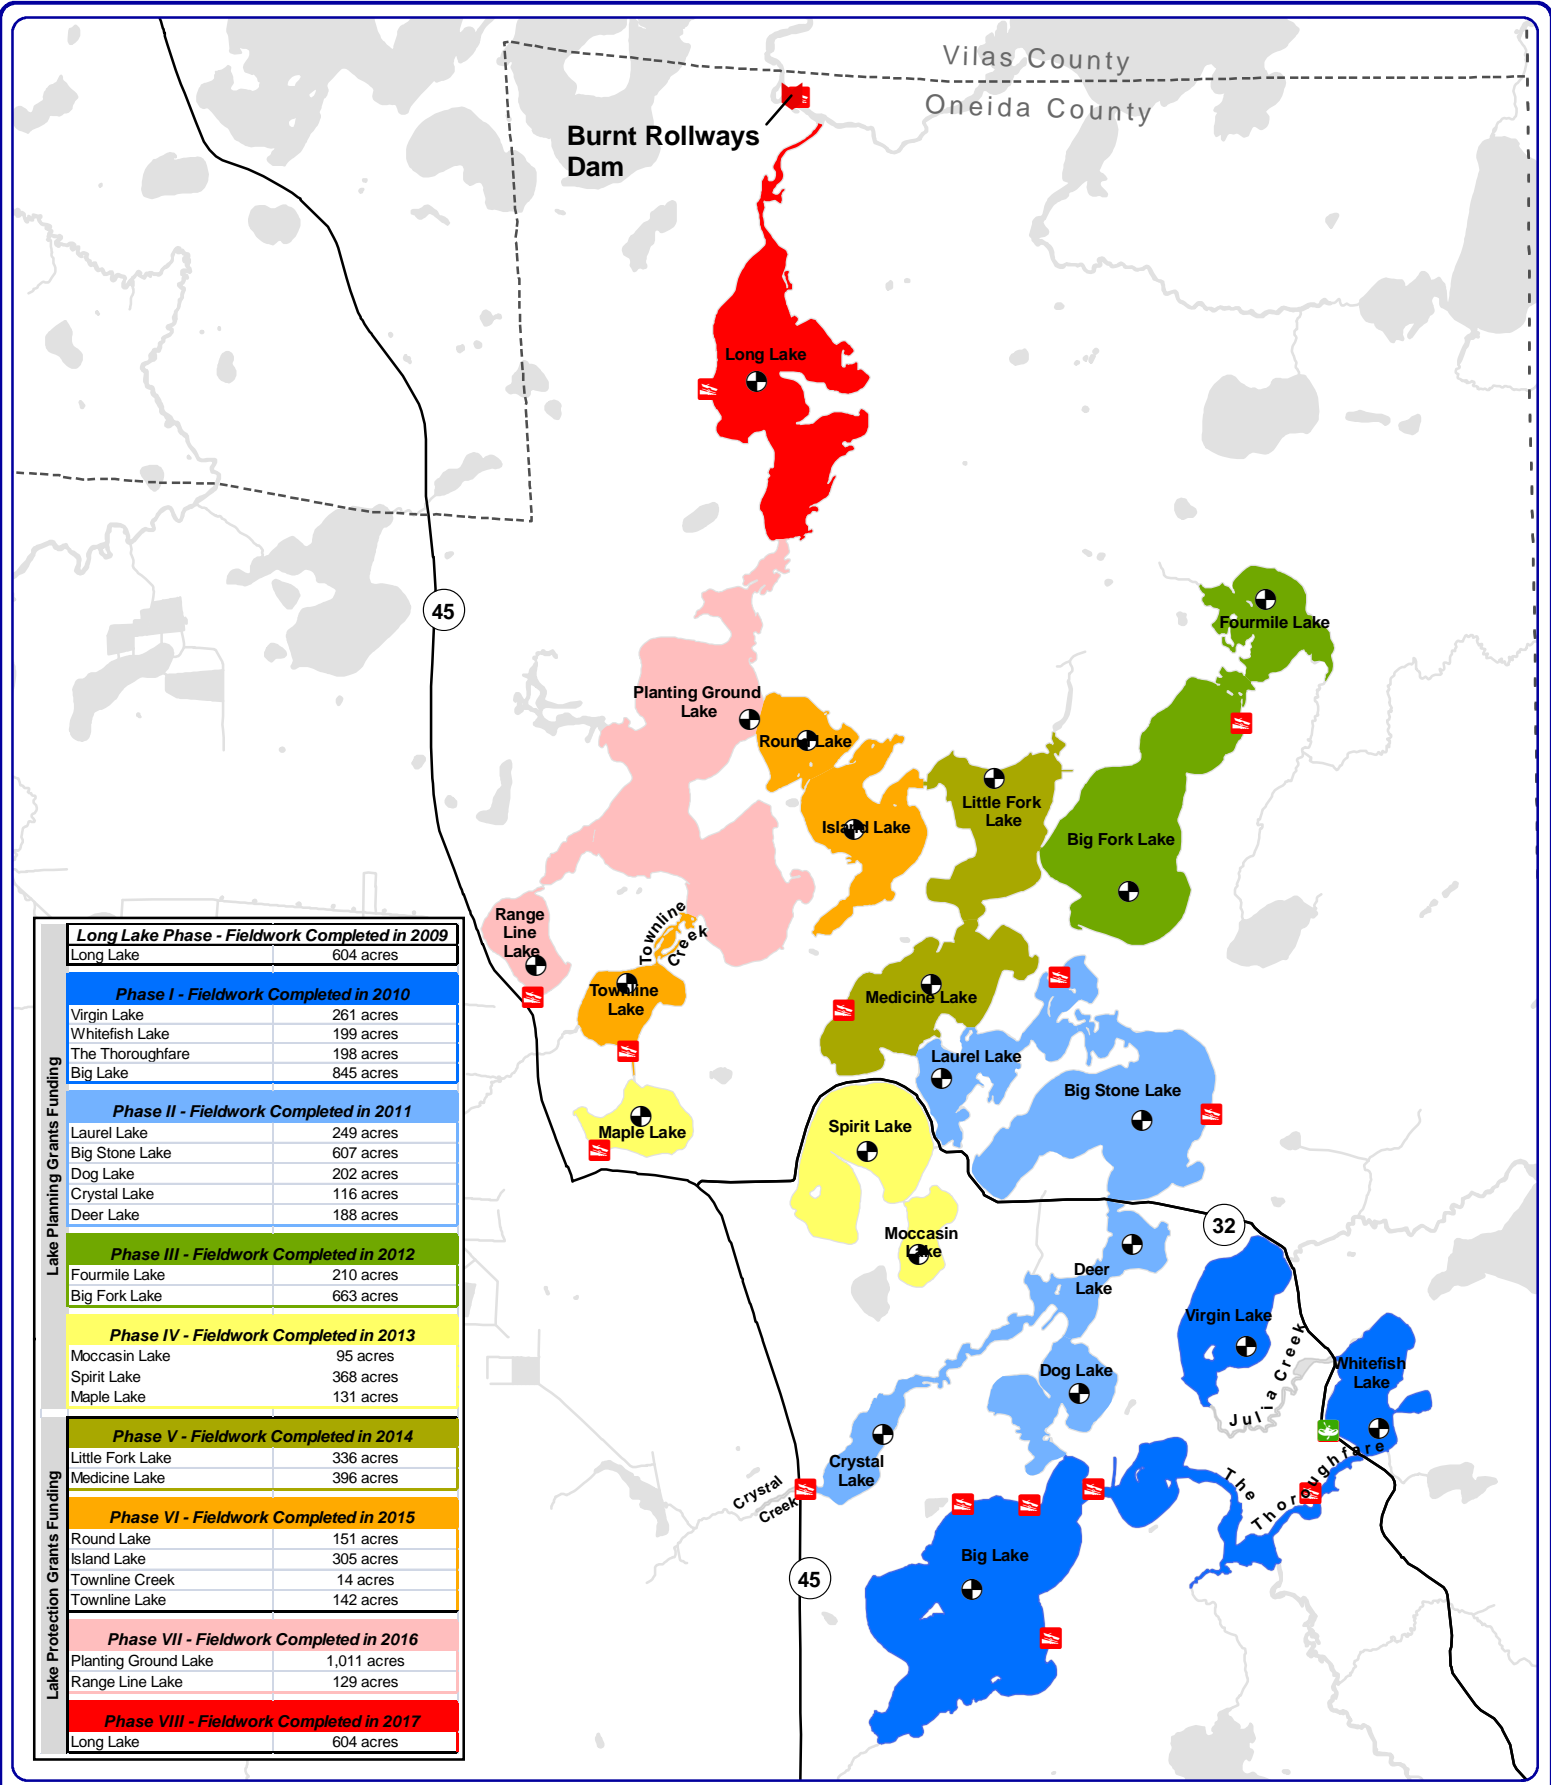 Vilas County
Oneida County
Burnt Rollways
Dam
Long Lake
45
Fourmile Lake
Planting Ground
Lake
Round Lake
Little Fork
Lake
Island Lake
Big Fork Lake
Range
Line
Lake
Townline
Creek
Townline
Lake
Medicine Lake
Laurel Lake
Big Stone Lake
Maple Lake
Spirit Lake
Moccasin
Lake
32
Deer
Lake
Virgin Lake
Julia Creek
Whitefish
Lake
Dog Lake
Crystal
Lake
Crystal
Creek
The
Thoroughfare
Big Lake
45
Lake Planning Grants Funding
Long Lake Phase - Fieldwork Completed in 2009
Long Lake 604 acres
Phase I - Fieldwork Completed in 2010
Virgin Lake 261 acres
Whitefish Lake 199 acres
The Thoroughfare 198 acres
Big Lake 845 acres
Phase II - Fieldwork Completed in 2011
Laurel Lake 249 acres
Big Stone Lake 607 acres
Dog Lake 202 acres
Crystal Lake 116 acres
Deer Lake 188 acres
Phase III - Fieldwork Completed in 2012
Fourmile Lake 210 acres
Big Fork Lake 663 acres
Phase IV - Fieldwork Completed in 2013
Moccasin Lake 95 acres
Spirit Lake 368 acres
Maple Lake 131 acres
Lake Protection Grants Funding
Phase V - Fieldwork Completed in 2014
Little Fork Lake 336 acres
Medicine Lake 396 acres
Phase VI - Fieldwork Completed in 2015
Round Lake 151 acres
Island Lake 305 acres
Townline Creek 14 acres
Townline Lake 142 acres
Phase VII - Fieldwork Completed in 2016
Planting Ground Lake 1,011 acres
Range Line Lake 129 acres
Phase VIII - Fieldwork Completed in 2017
Long Lake 604 acres